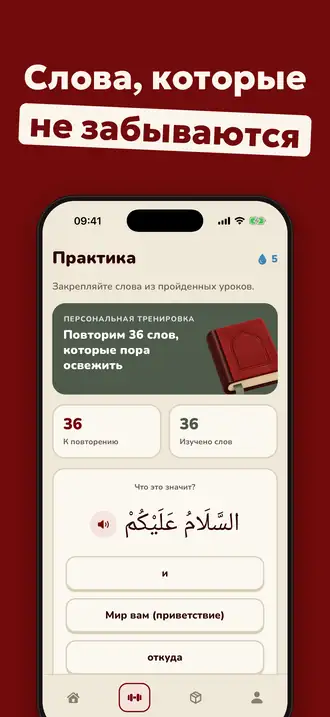 Слова, которые
не забываются
09:41
Практика
5
Закрепляйте слова из пройденных уроков.
ПЕРСОНАЛЬНАЯ ТРЕНИРОВКА
Повторим 36 слов,
которые пора
освежить
36
К повторению
36
Изучено слов
Что это значит?
السَّلَامُ عَلَيْكُمْ
и
Мир вам (приветствие)
откуда